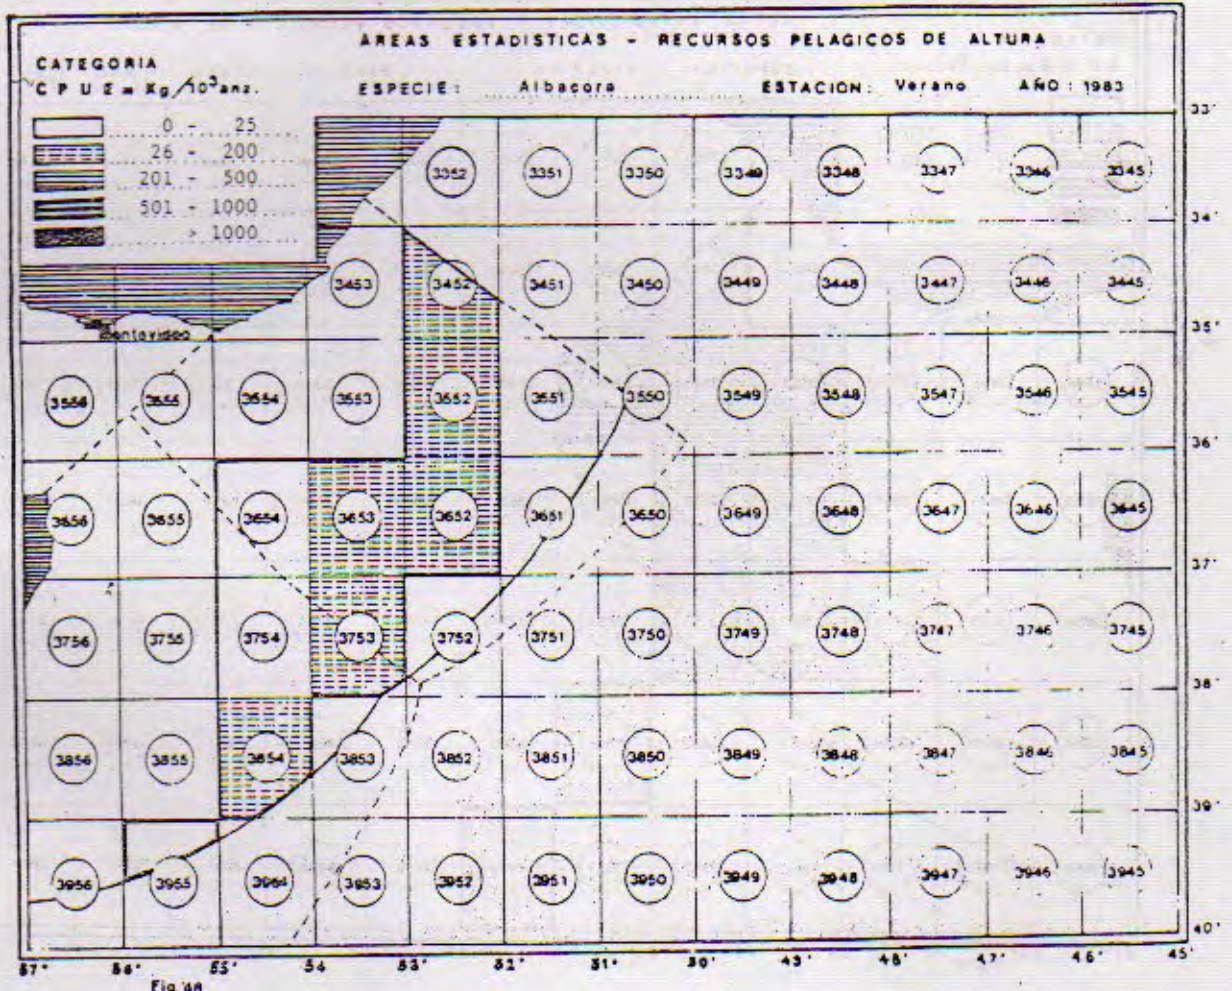 AREAS ESTADISTICAS - RECURSOS PELAGICOS DE ALTURA
CATEGORIA
C P U E = Kg/10³ anz.
ESPECIE: Albacora ESTACION: Verano AÑO: 1983
0 - 25
26 - 200
201 - 500
501 - 1000
> 1000
33°
3352 3351 3350 3349 3348 3347 3346 3345
34°
3453 3452 3451 3450 3449 3448 3447 3446 3445
Montevideo
35°
3556 3555 3554 3553 3552 3551 3550 3549 3548 3547 3546 3545
36°
3656 3655 3654 3653 3652 3651 3650 3649 3648 3647 3646 3645
37°
3756 3755 3754 3753 3752 3751 3750 3749 3748 3747 3746 3745
38°
3856 3855 3854 3853 3852 3851 3850 3849 3848 3847 3846 3845
39°
3956 3955 3954 3953 3952 3951 3950 3949 3948 3947 3946 3945
40°
57° 56° 55° 54 53° 52° 51° 50° 48° 47° 46° 45°